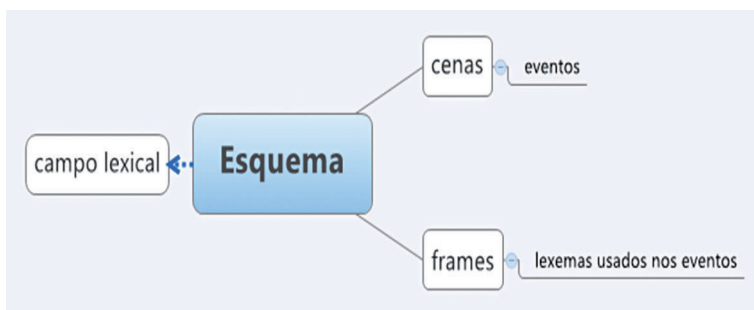 cenas
eventos
campo lexical
Esquema
frames
lexemas usados nos eventos